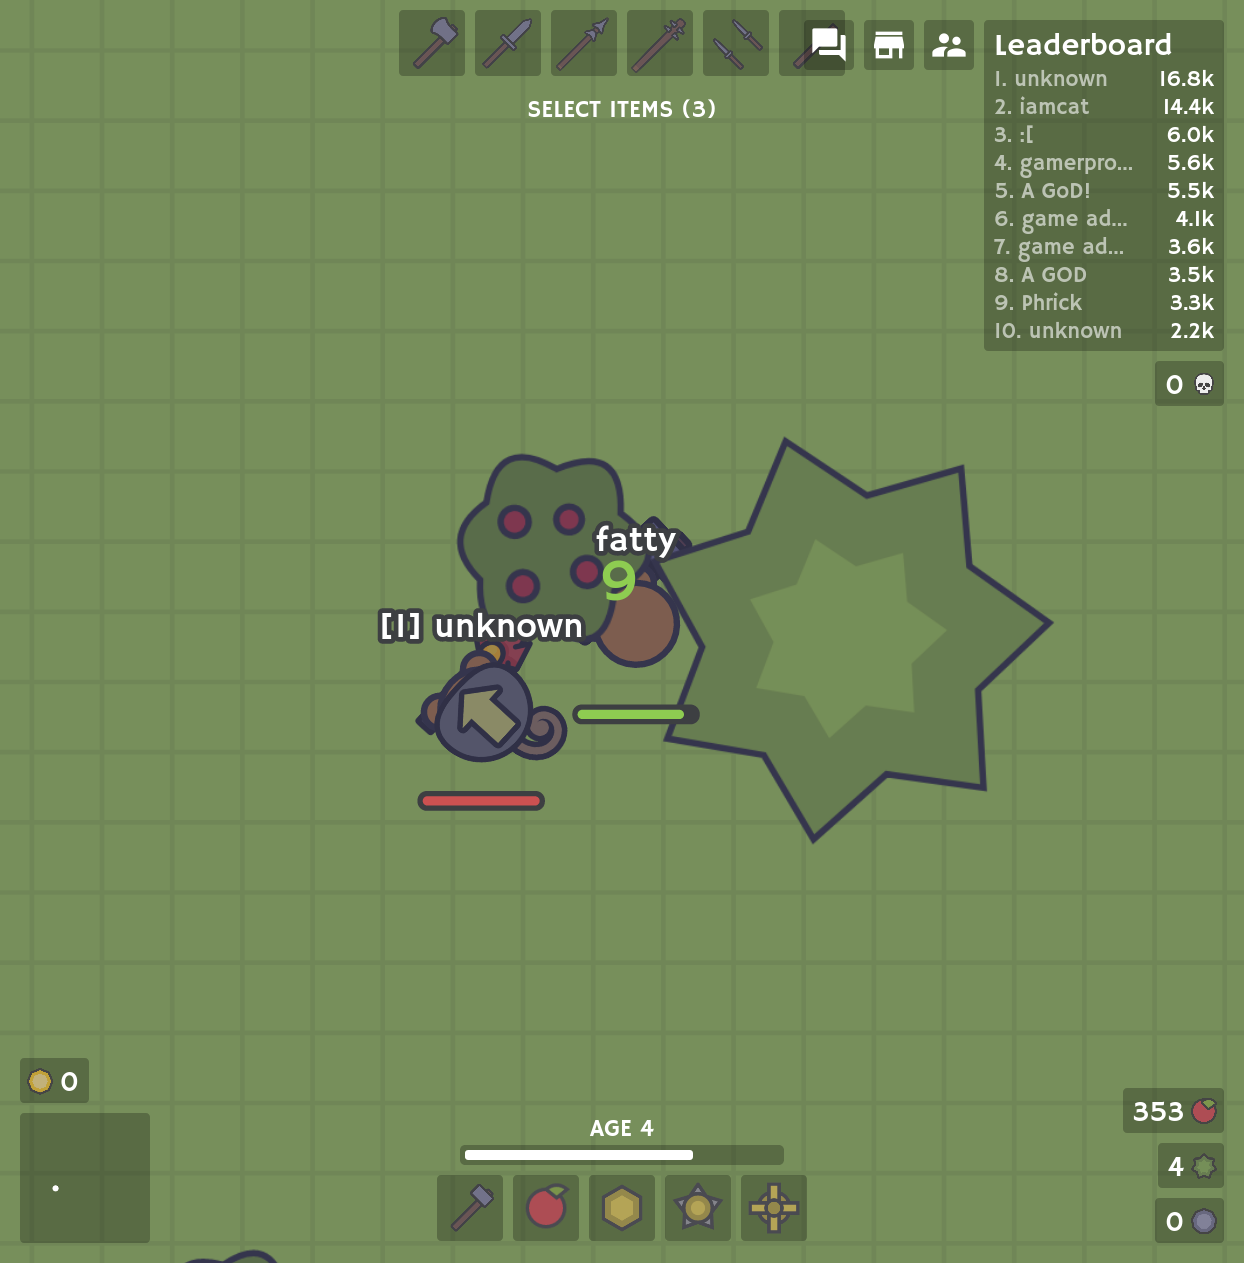 SELECT ITEMS (3)
Leaderboard
1. unknown 16.8k
2. iamcat 14.4k
3. :[ 6.0k
4. gamerpro... 5.6k
5. A GoD! 5.5k
6. game ad... 4.1k
7. game ad... 3.6k
8. A GOD 3.5k
9. Phrick 3.3k
10. unknown 2.2k
0
fatty
9
[I] unknown
0
353
AGE 4
4
0